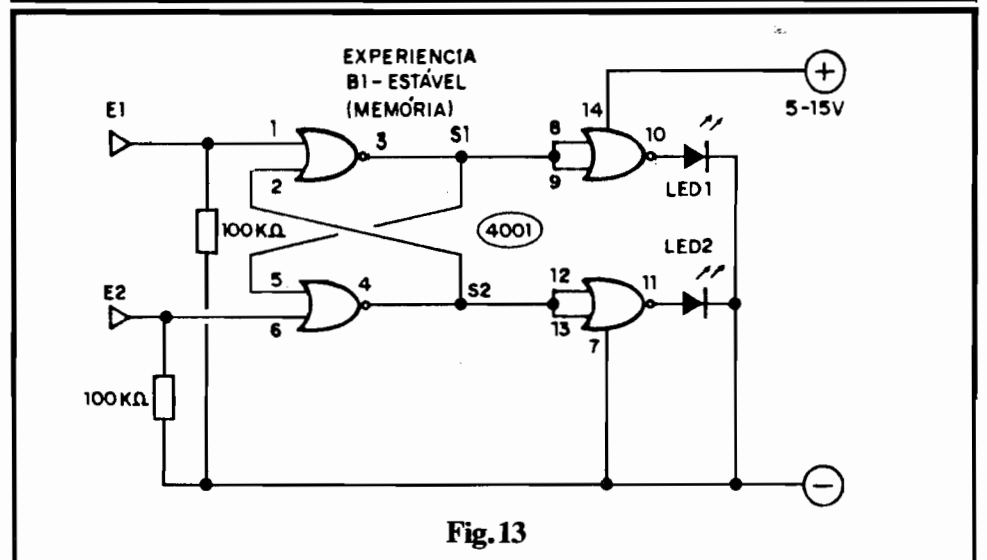 EXPERIENCIA
BI-ESTÁVEL
(MEMÓRIA)
E1
1
2
3
S1
8
9
14
10
+
5-15V
LED1
100KΩ
4001
E2
5
6
4
S2
12
13
11
7
LED2
100KΩ
−
Fig.13